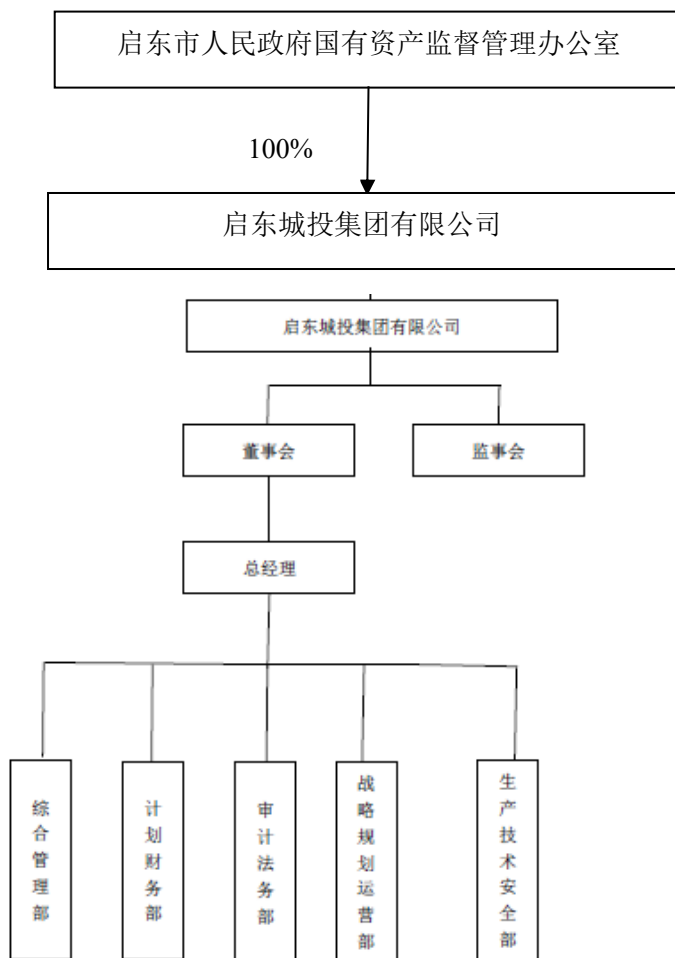 启东市人民政府国有资产监督管理办公室
100%
启东城投集团有限公司
启东城投集团有限公司
董事会
监事会
总经理
综合管理部
计划财务部
审计法务部
战略规划运营部
生产技术安全部